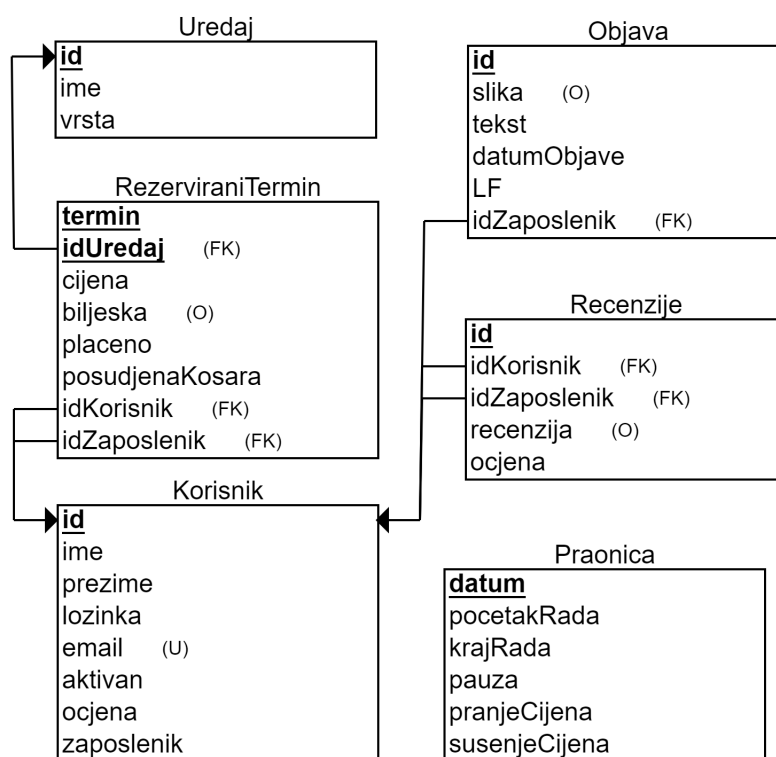 Uredaj
id
ime
vrsta
RezerviraniTermin
termin
idUredaj (FK)
cijena
biljeska (O)
placeno
posudjenaKosara
idKorisnik (FK)
idZaposlenik (FK)
Korisnik
id
ime
prezime
lozinka
email (U)
aktivan
ocjena
zaposlenik
Objava
id
slika (O)
tekst
datumObjave
LF
idZaposlenik (FK)
Recenzije
id
idKorisnik (FK)
idZaposlenik (FK)
recenzija (O)
ocjena
Praonica
datum
pocetakRada
krajRada
pauza
pranjeCijena
susenjeCijena